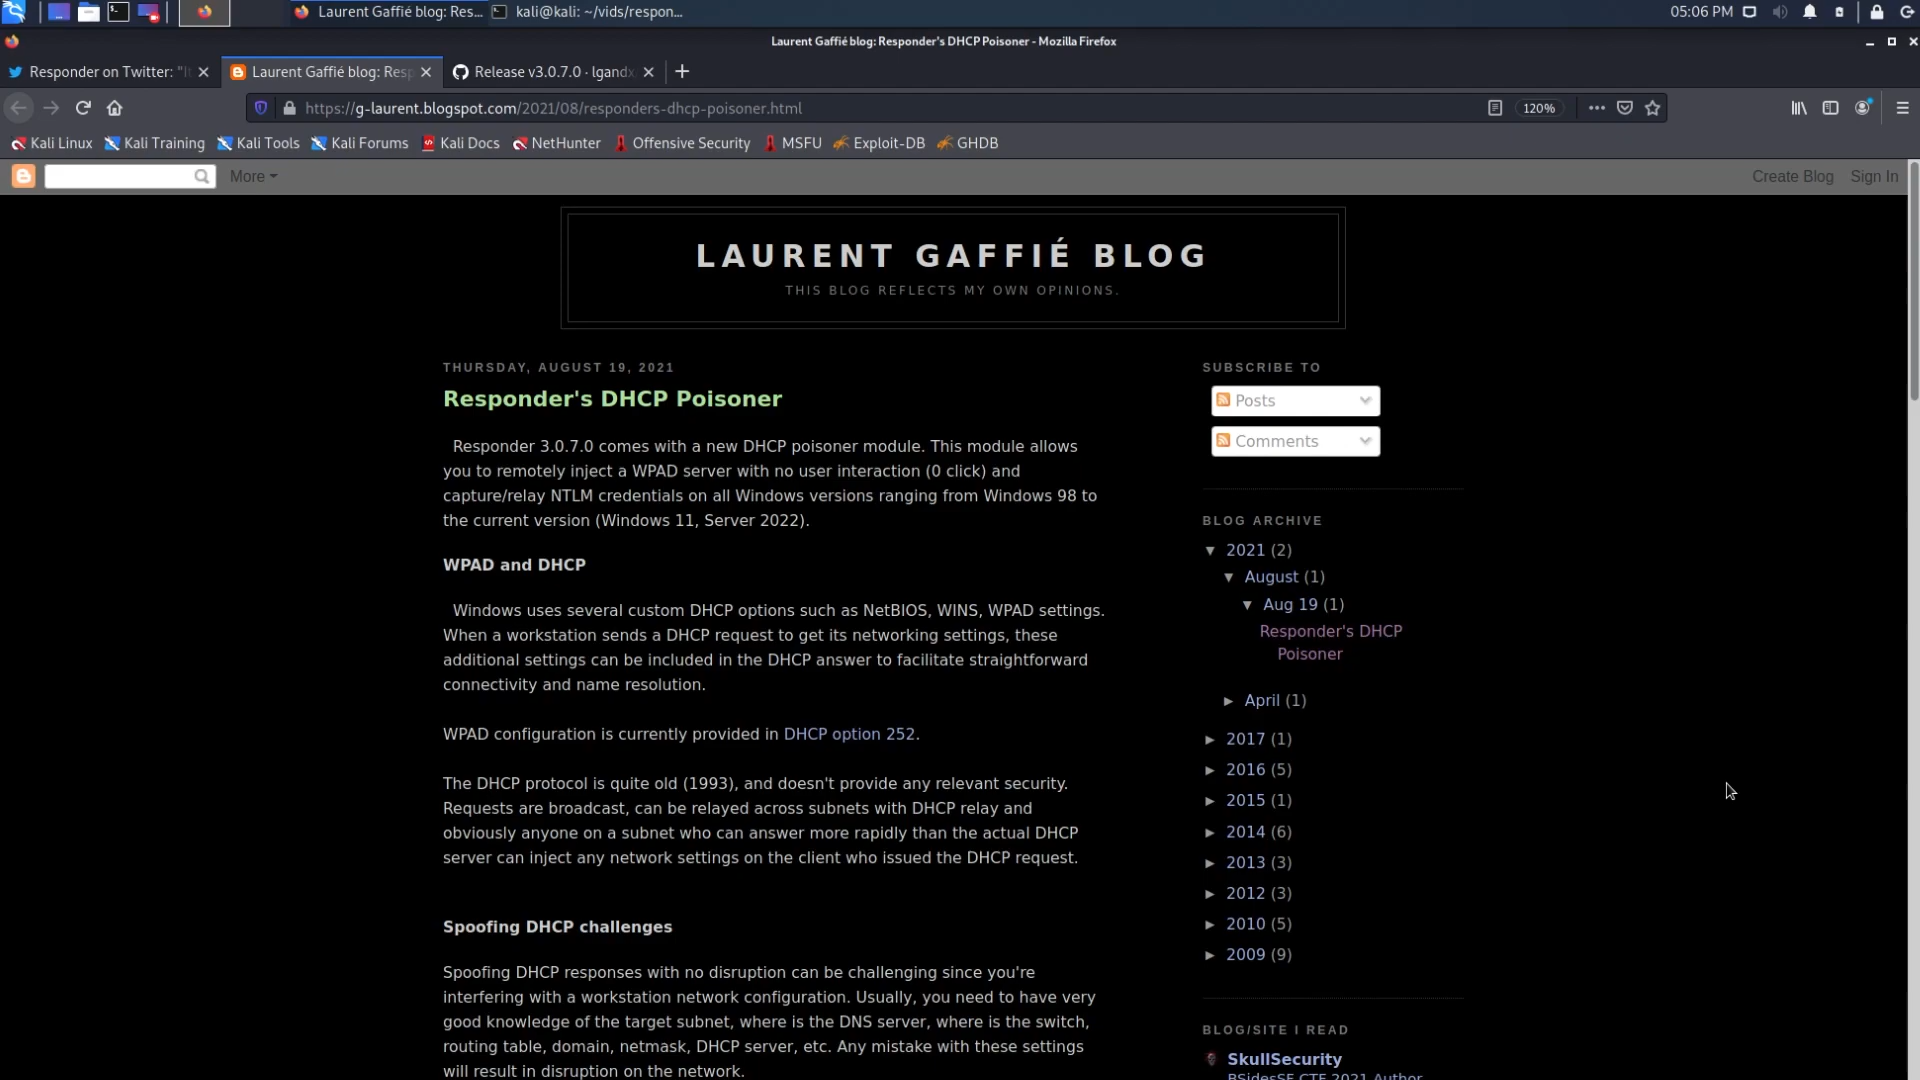 Laurent Gaffié blog: Res...
kali@kali: ~/vids/respon...
05:06 PM
Laurent Gaffié blog: Responder's DHCP Poisoner - Mozilla Firefox
Responder on Twitter: "It
Laurent Gaffié blog: Resp
Release v3.0.7.0 · lgandx
https://g-laurent.blogspot.com/2021/08/responders-dhcp-poisoner.html
120%
Kali Linux
Kali Training
Kali Tools
Kali Forums
Kali Docs
NetHunter
Offensive Security
MSFU
Exploit-DB
GHDB
More
Create Blog
Sign In
LAURENT GAFFIÉ BLOG
THIS BLOG REFLECTS MY OWN OPINIONS.
THURSDAY, AUGUST 19, 2021
Responder's DHCP Poisoner
Responder 3.0.7.0 comes with a new DHCP poisoner module. This module allows
you to remotely inject a WPAD server with no user interaction (0 click) and
capture/relay NTLM credentials on all Windows versions ranging from Windows 98 to
the current version (Windows 11, Server 2022).
WPAD and DHCP
Windows uses several custom DHCP options such as NetBIOS, WINS, WPAD settings.
When a workstation sends a DHCP request to get its networking settings, these
additional settings can be included in the DHCP answer to facilitate straightforward
connectivity and name resolution.
WPAD configuration is currently provided in DHCP option 252.
The DHCP protocol is quite old (1993), and doesn't provide any relevant security.
Requests are broadcast, can be relayed across subnets with DHCP relay and
obviously anyone on a subnet who can answer more rapidly than the actual DHCP
server can inject any network settings on the client who issued the DHCP request.
Spoofing DHCP challenges
Spoofing DHCP responses with no disruption can be challenging since you're
interfering with a workstation network configuration. Usually, you need to have very
good knowledge of the target subnet, where is the DNS server, where is the switch,
routing table, domain, netmask, DHCP server, etc. Any mistake with these settings
will result in disruption on the network.
SUBSCRIBE TO
Posts
Comments
BLOG ARCHIVE
▼ 2021 (2)
▼ August (1)
▼ Aug 19 (1)
Responder's DHCP
Poisoner
► April (1)
► 2017 (1)
► 2016 (5)
► 2015 (1)
► 2014 (6)
► 2013 (3)
► 2012 (3)
► 2010 (5)
► 2009 (9)
BLOG/SITE I READ
SkullSecurity
BSidesSF CTF 2021 Author